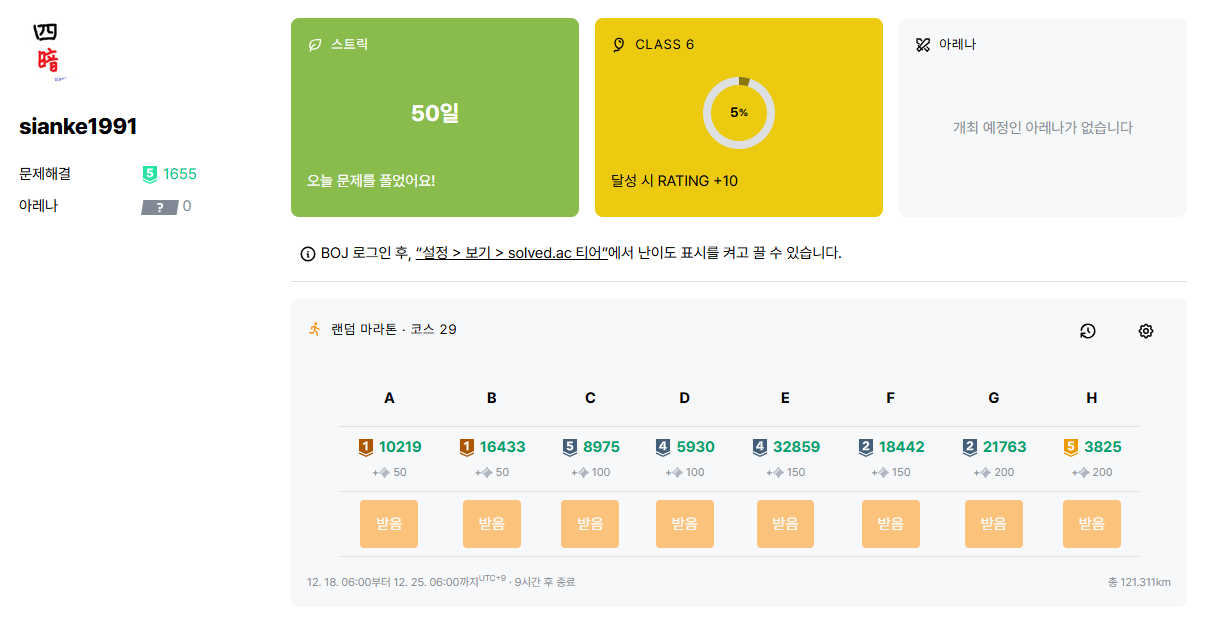 四
暗
sianke1991
문제해결 5 1655
아레나 ? 0
스트릭
50일
오늘 문제를 풀었어요!
CLASS 6
5%
달성 시 RATING +10
아레나
개최 예정인 아레나가 없습니다
BOJ 로그인 후, “설정 > 보기 > solved.ac 티어”에서 난이도 표시를 켜고 끌 수 있습니다.
랜덤 마라톤 · 코스 29
A B C D E F G H
1 10219 1 16433 5 8975 4 5930 4 32859 2 18442 2 21763 5 3825
+50 +50 +100 +100 +150 +150 +200 +200
받음 받음 받음 받음 받음 받음 받음 받음
12. 18. 06:00부터 12. 25. 06:00까지UTC+9 · 9시간 후 종료
총 121.311km